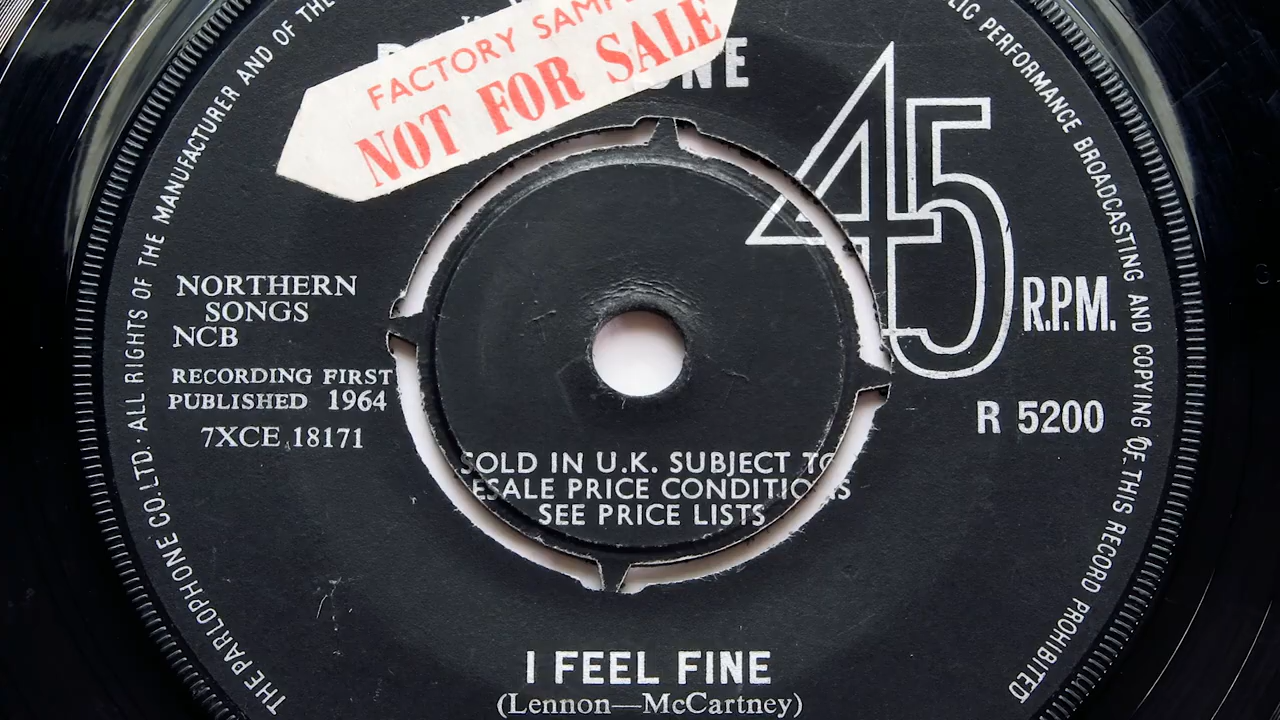 FACTORY SAMP
NOT FOR SALE
NE
45
R.P.M.
NORTHERN
SONGS
NCB
RECORDING FIRST
PUBLISHED 1964
7XCE 18171
R 5200
SOLD IN U.K. SUBJECT TO
ESALE PRICE CONDITIONS
SEE PRICE LISTS
I FEEL FINE
(Lennon—McCartney)
THE PARLOPHONE CO.LTD. · ALL RIGHTS OF THE MANUFACTURER AND OF THE
LIC PERFORMANCE BROADCASTING AND COPYING OF THIS RECORD PROHIBITED